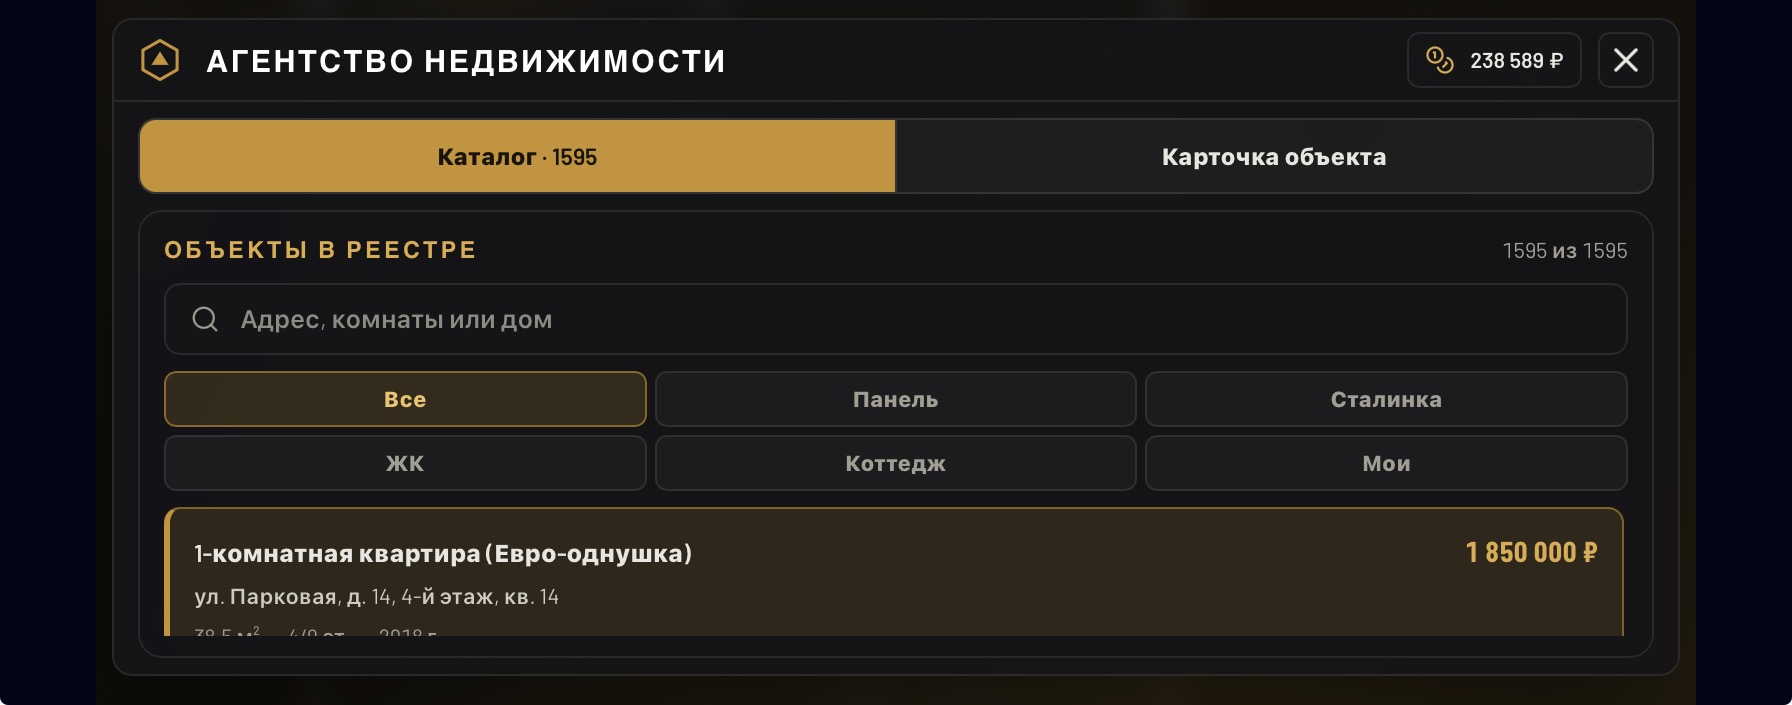 АГЕНТСТВО НЕДВИЖИМОСТИ
238 589 ₽
Каталог · 1595
Карточка объекта
ОБЪЕКТЫ В РЕЕСТРЕ
1595 из 1595
Адрес, комнаты или дом
Все
Панель
Сталинка
ЖК
Коттедж
Мои
1-комнатная квартира (Евро-однушка)
1 850 000 ₽
ул. Парковая, д. 14, 4-й этаж, кв. 14